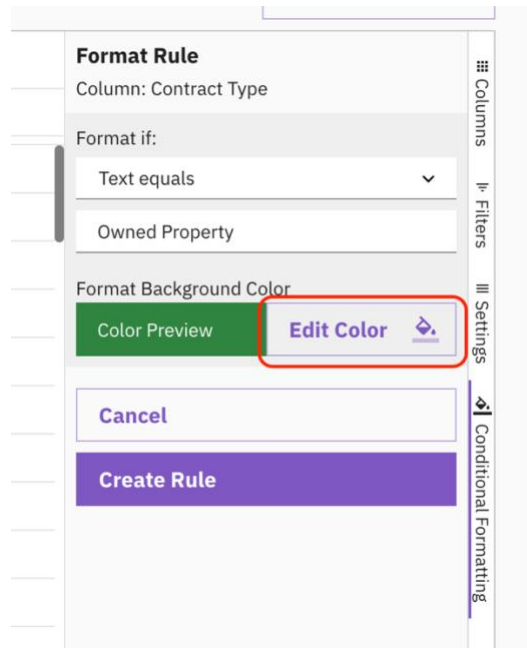 Format Rule
Column: Contract Type
Format if:
Text equals
Owned Property
Format Background Color
Color Preview
Edit Color
Cancel
Create Rule
Columns
Filters
Settings
Conditional Formatting